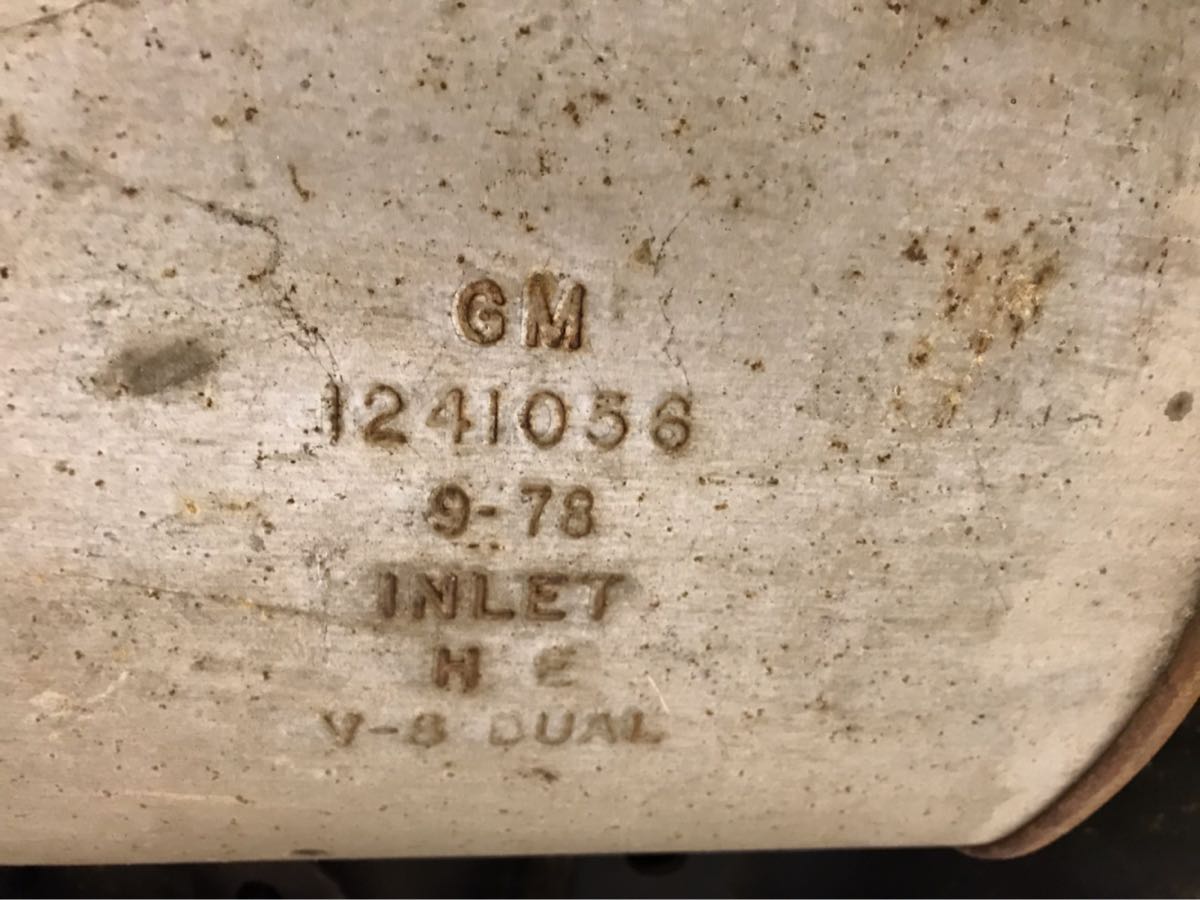 GM
1241056
9-78
INLET
H E
V-8 DUAL